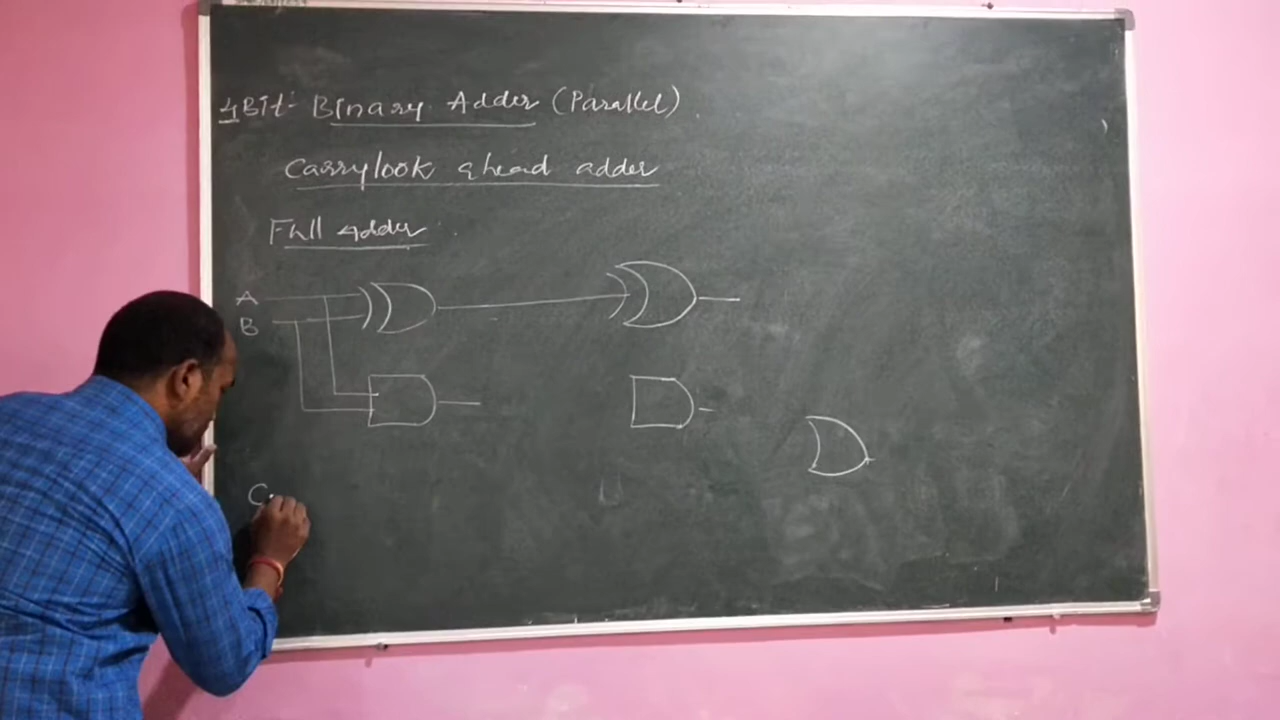 4Bit- Binary Adder (Parallel)
Carrylook ahead adder
Full Adder
A
B
C